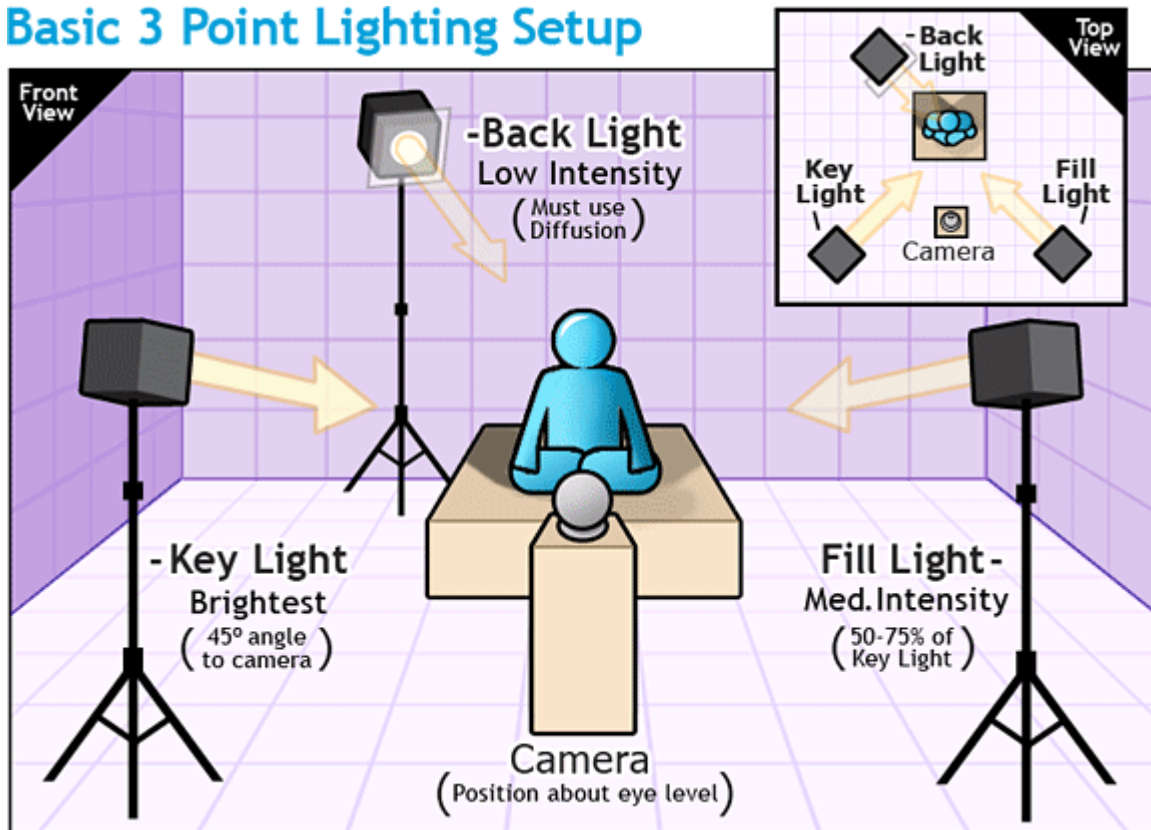 Basic 3 Point Lighting Setup
Front
View
-Back Light
Low Intensity
(Must use
Diffusion)
Top
View
-Back
Light
Key
Light
Fill
Light
Camera
-Key Light
Brightest
(45º angle
to camera)
Fill Light-
Med.Intensity
(50-75% of
Key Light)
Camera
(Position about eye level)